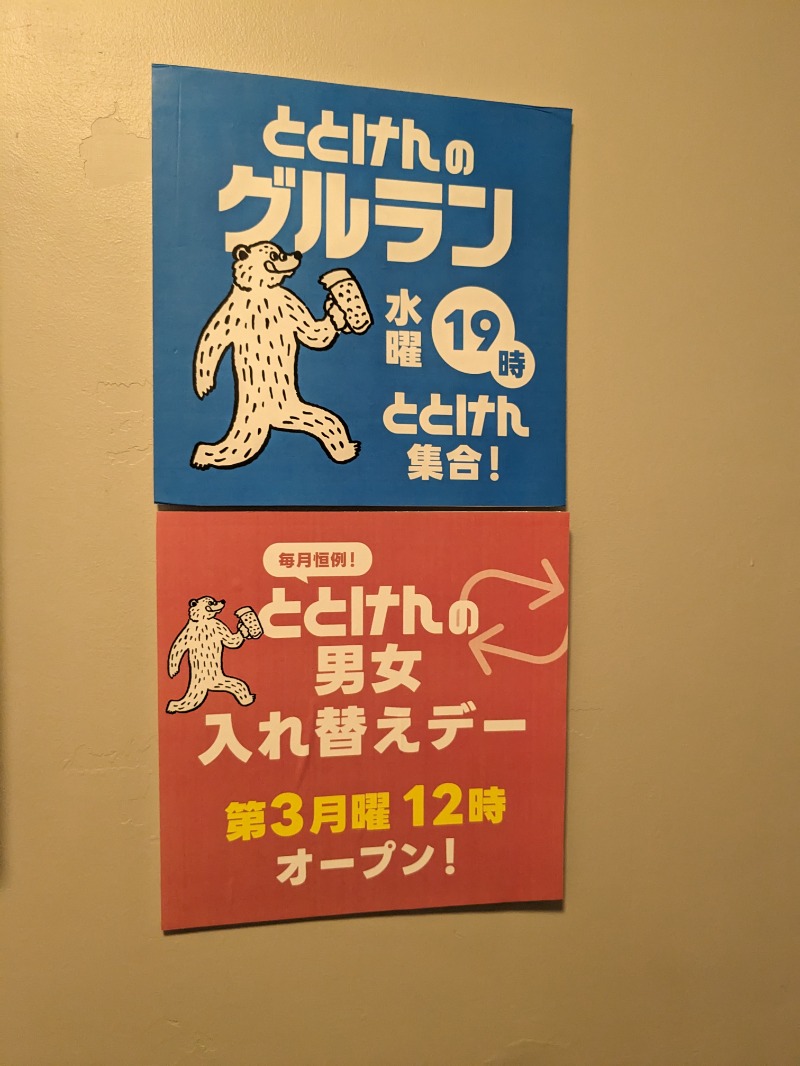 ととけんの
グルラン
水曜
19時
ととけん
集合！
毎月恒例！
ととけんの
男女
入れ替えデー
第3月曜 12時
オープン！